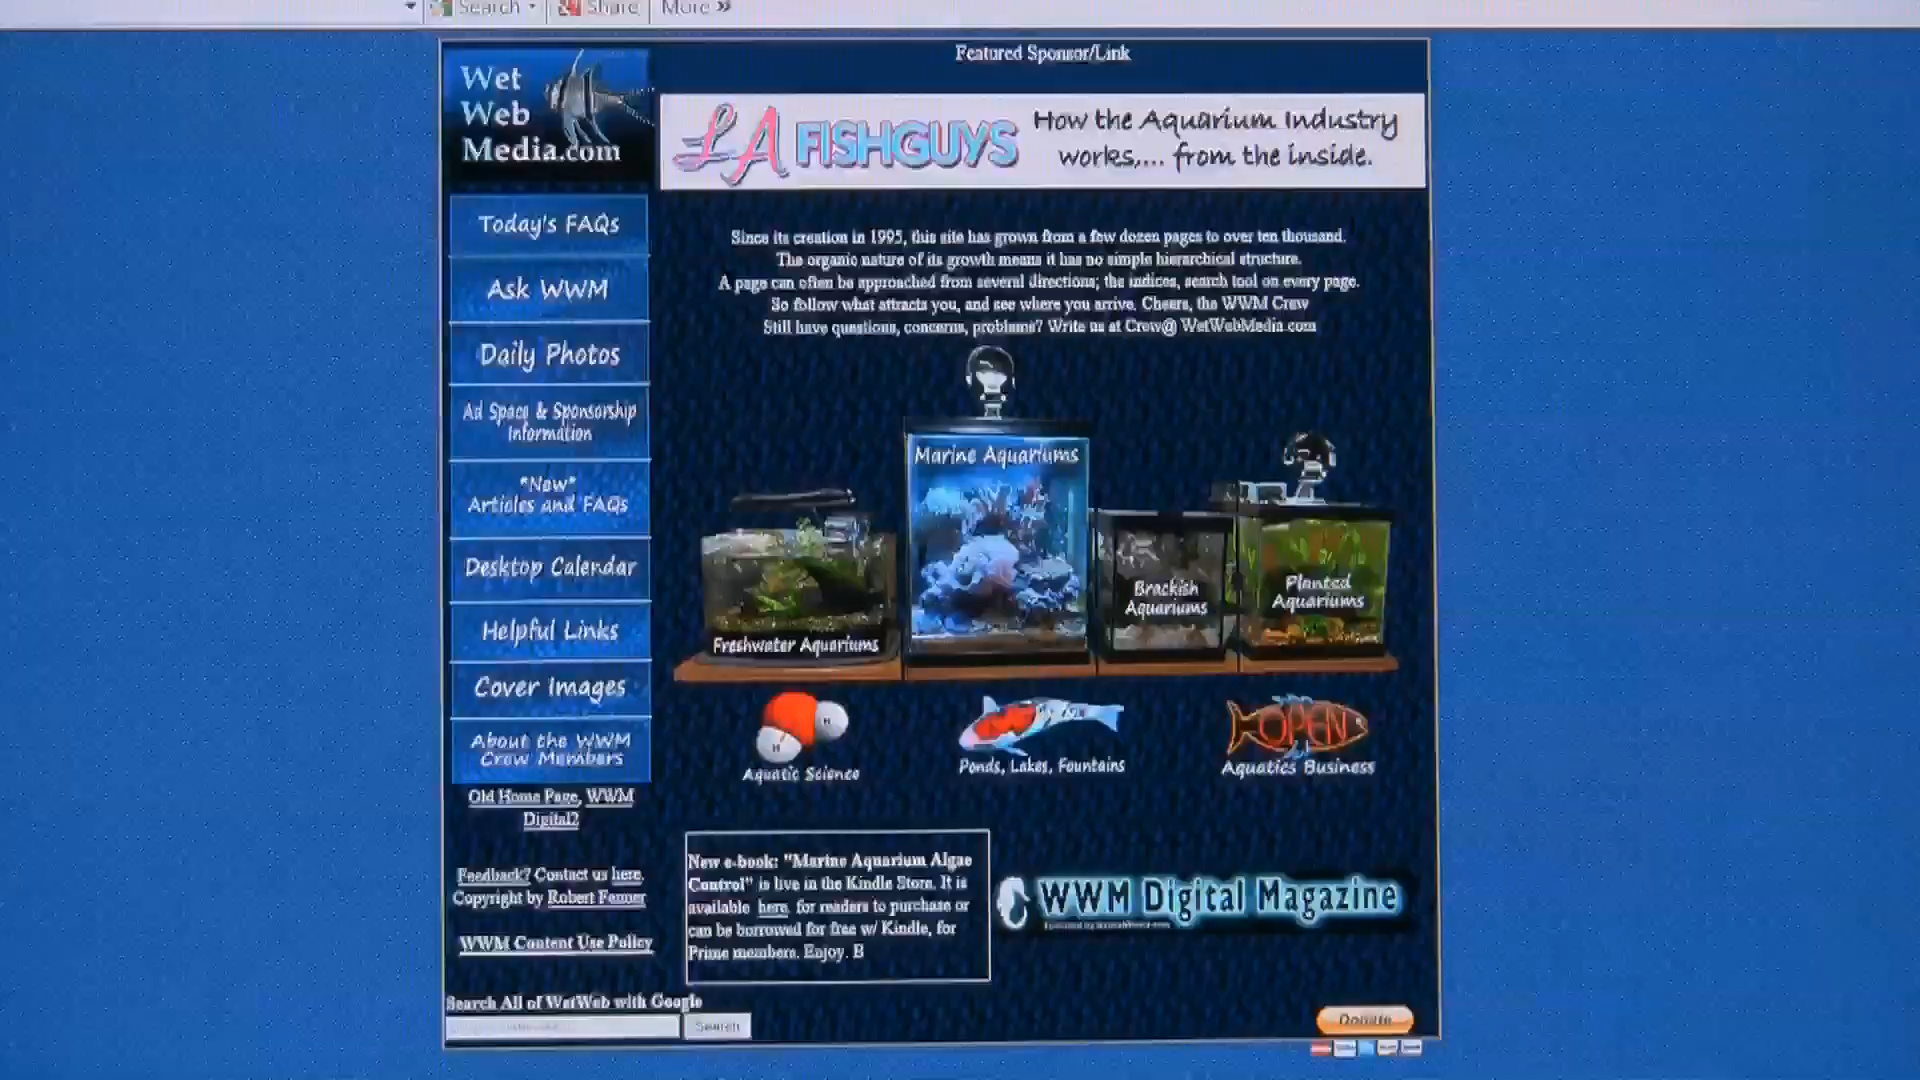 Search
Share
More »
Wet
Web
Media.com
Featured Sponsor/Link
LA FISHGUYS
How the Aquarium Industry
works,... from the inside.
Today's FAQs
Ask WWM
Daily Photos
Ad Space & Sponsorship
Information
*New*
Articles and FAQs
Desktop Calendar
Helpful Links
Cover Images
About the WWM
Crew Members
Old Home Page, WWM
Digital2
Feedback? Contact us here.
Copyright by Robert Fenner
WWM Content Use Policy
Since its creation in 1995, this site has grown from a few dozen pages to over ten thousand.
The organic nature of its growth means it has no simple hierarchical structure.
A page can often be approached from several directions; the indices, search tool on every page.
So follow what attracts you, and see where you arrive. Cheers, the WWM Crew
Still have questions, concerns, problems? Write us at Crew@ WetWebMedia.com
Marine Aquariums
Freshwater Aquariums
Brackish
Aquariums
Planted
Aquariums
H
H
Aquatic Science
Ponds, Lakes, Fountains
OPEN
Aquatics Business
New e-book: "Marine Aquarium Algae
Control" is live in the Kindle Store. It is
available here for readers to purchase or
can be borrowed for free w/ Kindle, for
Prime members. Enjoy. B
WWM Digital Magazine
Search All of WetWeb with Google
Search
Donate